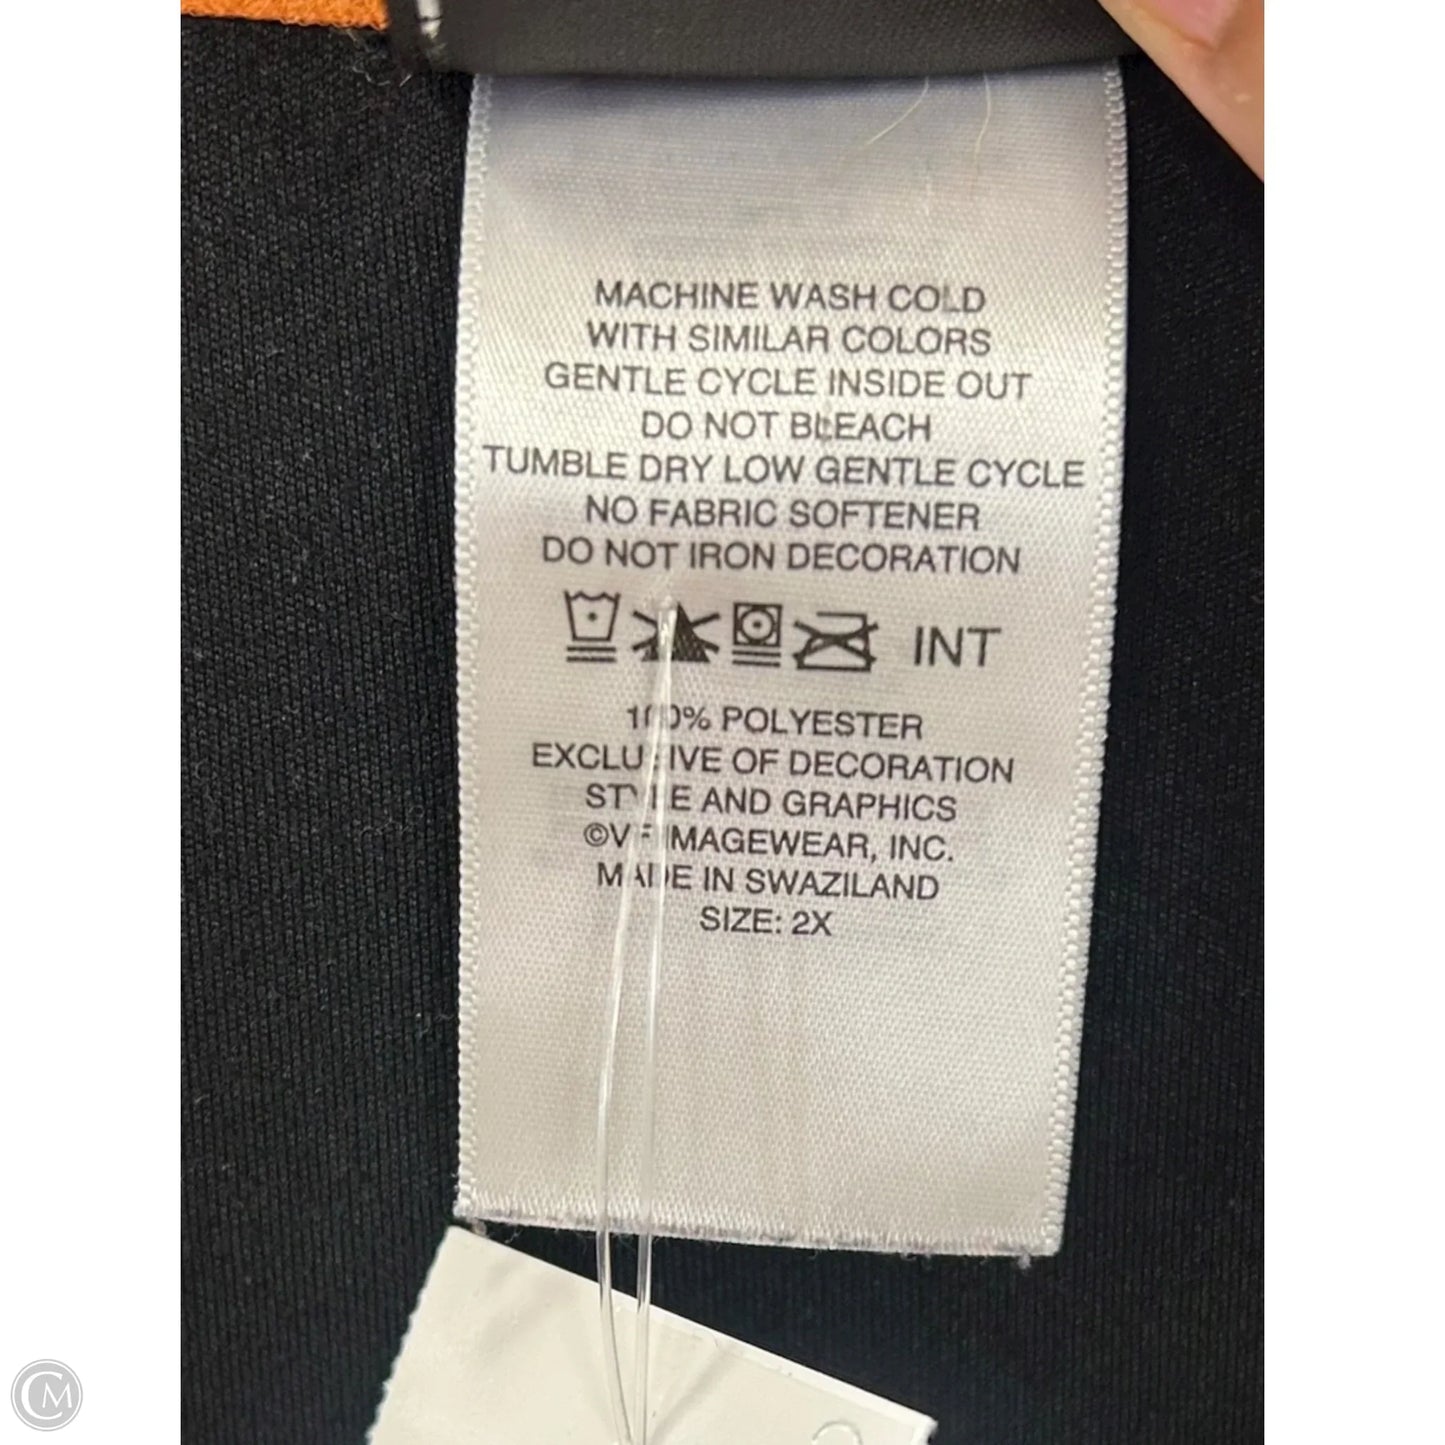 MACHINE WASH COLD
WITH SIMILAR COLORS
GENTLE CYCLE INSIDE OUT
DO NOT BLEACH
TUMBLE DRY LOW GENTLE CYCLE
NO FABRIC SOFTENER
DO NOT IRON DECORATION
INT
100% POLYESTER
EXCLUSIVE OF DECORATION
STYLE AND GRAPHICS
©VF IMAGEWEAR, INC.
MADE IN SWAZILAND
SIZE: 2X
CM